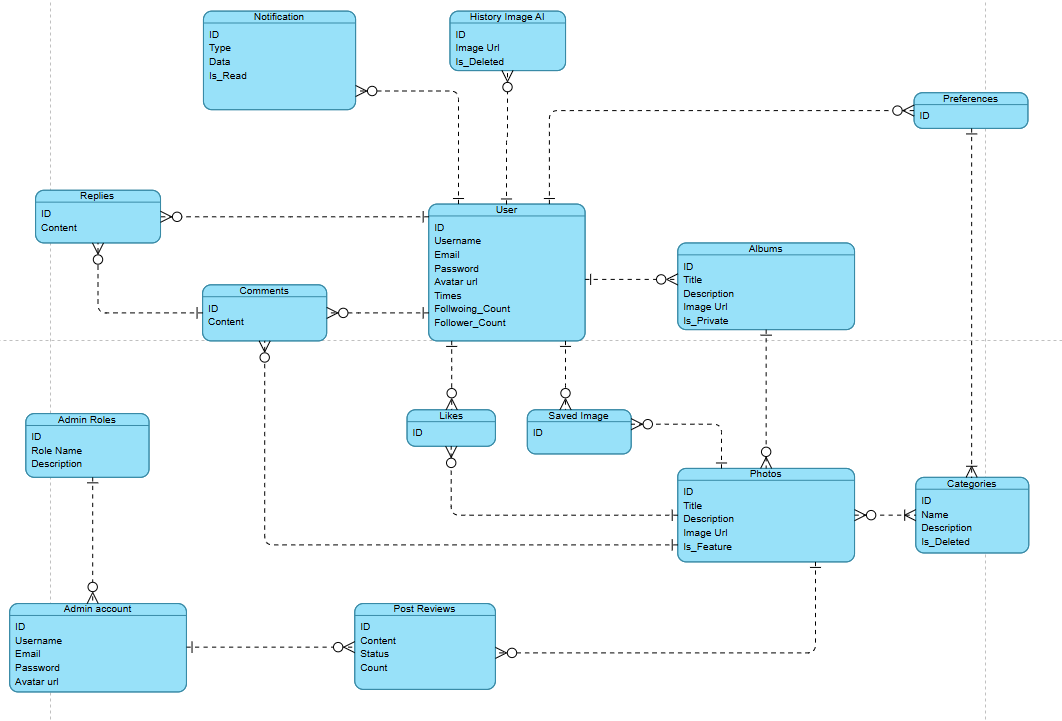 Notification
ID
Type
Data
Is_Read
History Image AI
ID
Image Url
Is_Deleted
Preferences
ID
Replies
ID
Content
User
ID
Username
Email
Password
Avatar url
Times
Follwoing_Count
Follower_Count
Albums
ID
Title
Description
Image Url
Is_Private
Comments
ID
Content
Likes
ID
Saved Image
ID
Admin Roles
ID
Role Name
Description
Photos
ID
Title
Description
Image Url
Is_Feature
Categories
ID
Name
Description
Is_Deleted
Admin account
ID
Username
Email
Password
Avatar url
Post Reviews
ID
Content
Status
Count